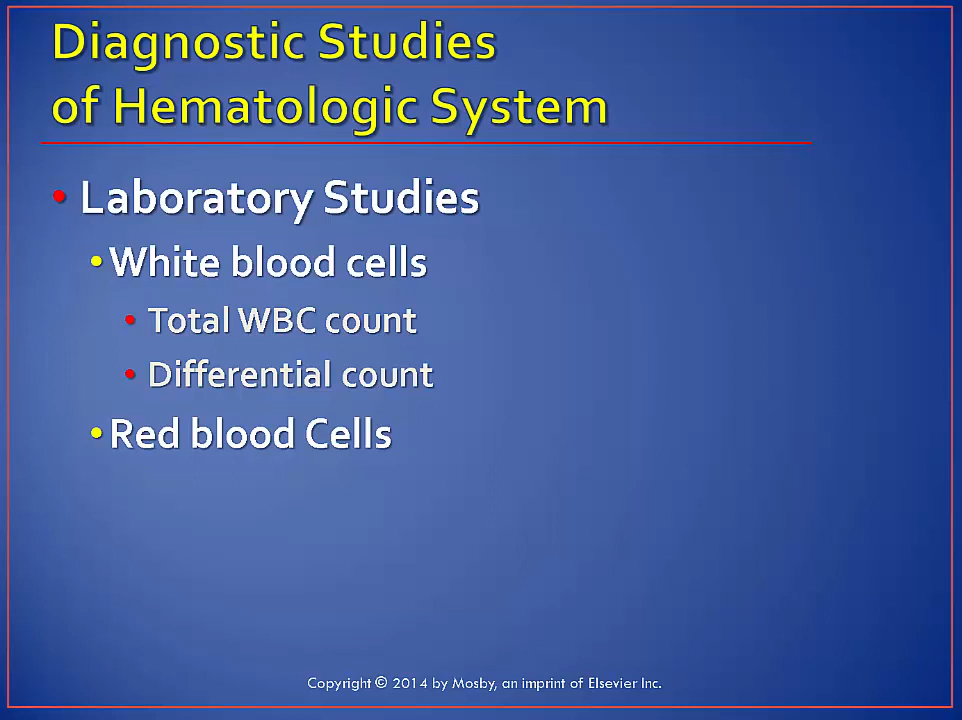 Diagnostic Studies
of Hematologic System
• Laboratory Studies
• White blood cells
• Total WBC count
• Differential count
• Red blood Cells
Copyright © 2014 by Mosby, an imprint of Elsevier Inc.